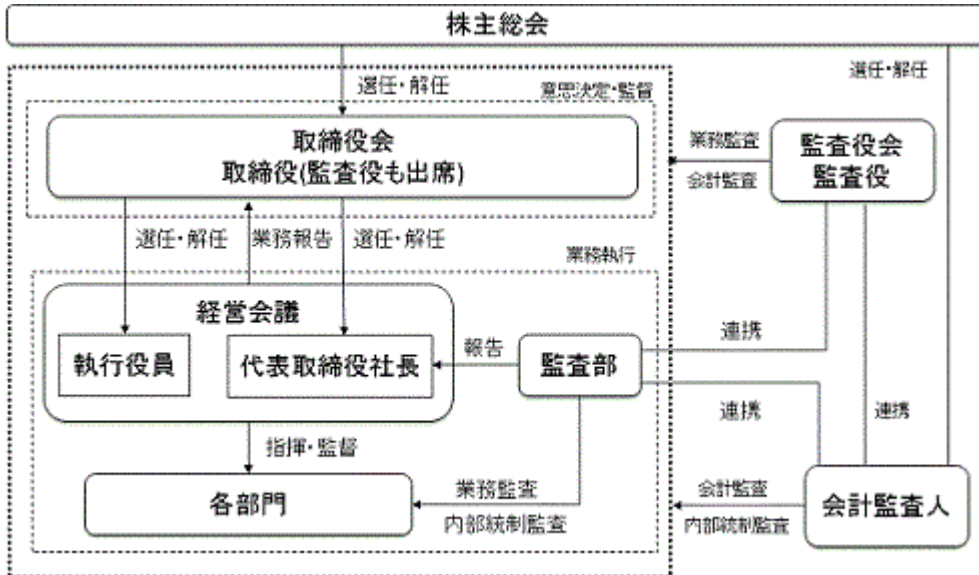 株主総会
選任・解任
選任・解任
意思決定・監督
取締役会
取締役(監査役も出席)
業務監査
会計監査
監査役会
監査役
選任・解任
業務報告
選任・解任
業務執行
経営会議
執行役員
代表取締役社長
報告
監査部
連携
連携
連携
指揮・監督
各部門
業務監査
内部統制監査
会計監査
内部統制監査
会計監査人